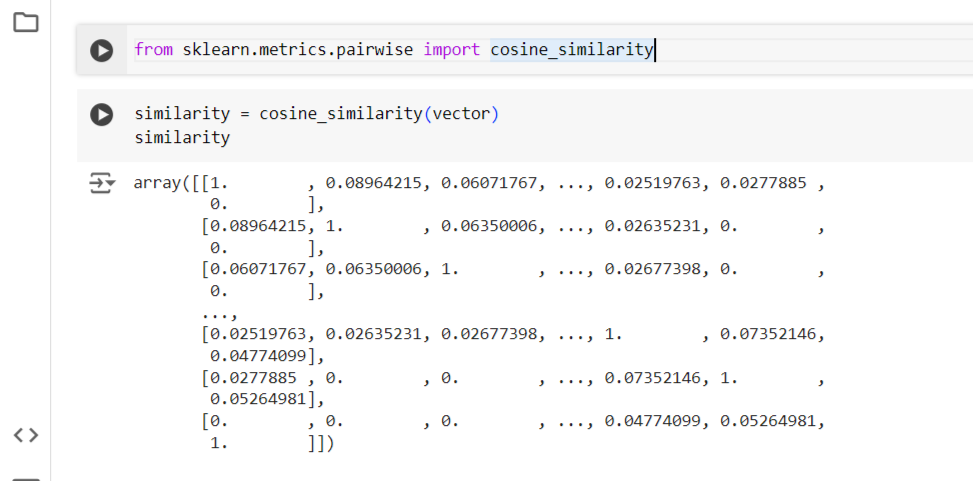 from sklearn.metrics.pairwise import cosine_similarity
similarity = cosine_similarity(vector)
similarity
array([[1.        , 0.08964215, 0.06071767, ..., 0.02519763, 0.0277885 ,
        0.        ],
       [0.08964215, 1.        , 0.06350006, ..., 0.02635231, 0.        ,
        0.        ],
       [0.06071767, 0.06350006, 1.        , ..., 0.02677398, 0.        ,
        0.        ],
       ...,
       [0.02519763, 0.02635231, 0.02677398, ..., 1.        , 0.07352146,
        0.04774099],
       [0.0277885 , 0.        , 0.        , ..., 0.07352146, 1.        ,
        0.05264981],
       [0.        , 0.        , 0.        , ..., 0.04774099, 0.05264981,
        1.        ]])